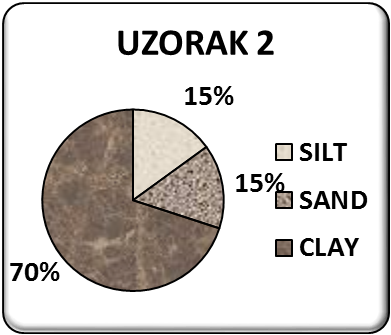 UZORAK 2
15%
SILT
15%
SAND
CLAY
70%